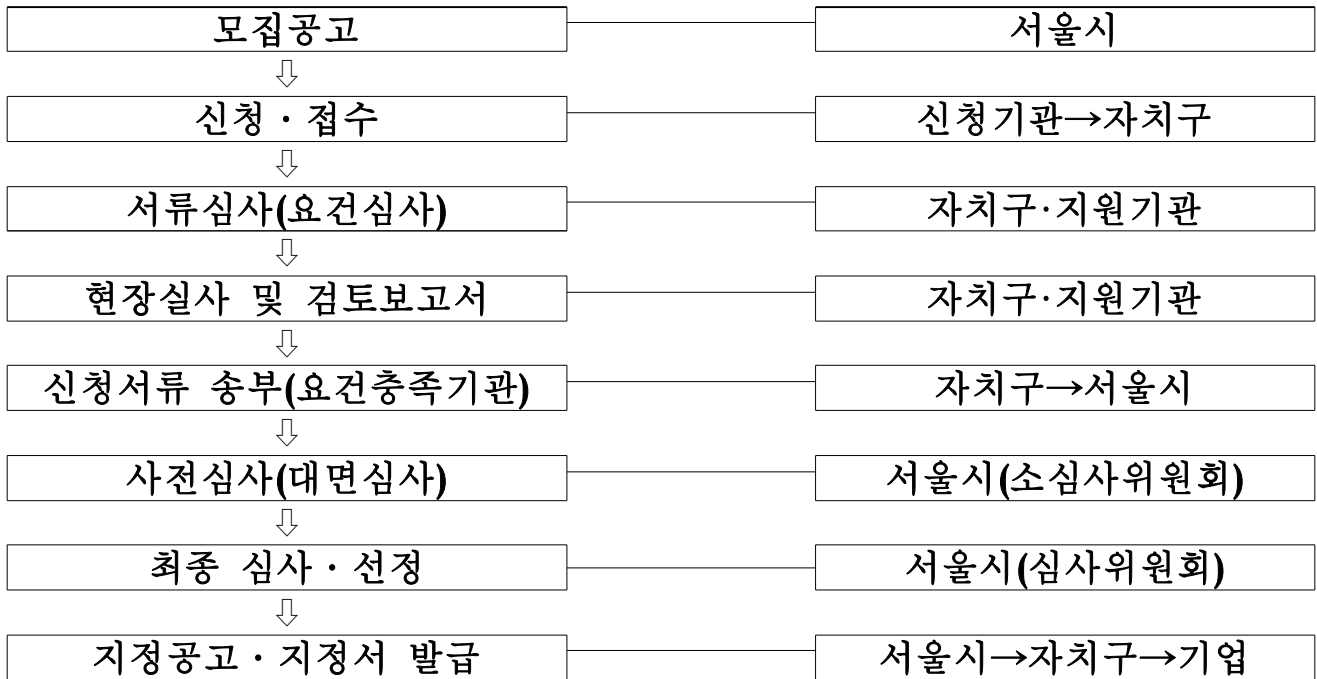 모집공고 서울시
⇩
신청 · 접수 신청기관→자치구
⇩
서류심사(요건심사) 자치구·지원기관
⇩
현장실사 및 검토보고서 자치구·지원기관
⇩
신청서류 송부(요건충족기관) 자치구→서울시
⇩
사전심사(대면심사) 서울시(소심사위원회)
⇩
최종 심사 · 선정 서울시(심사위원회)
⇩
지정공고 · 지정서 발급 서울시→자치구→기업